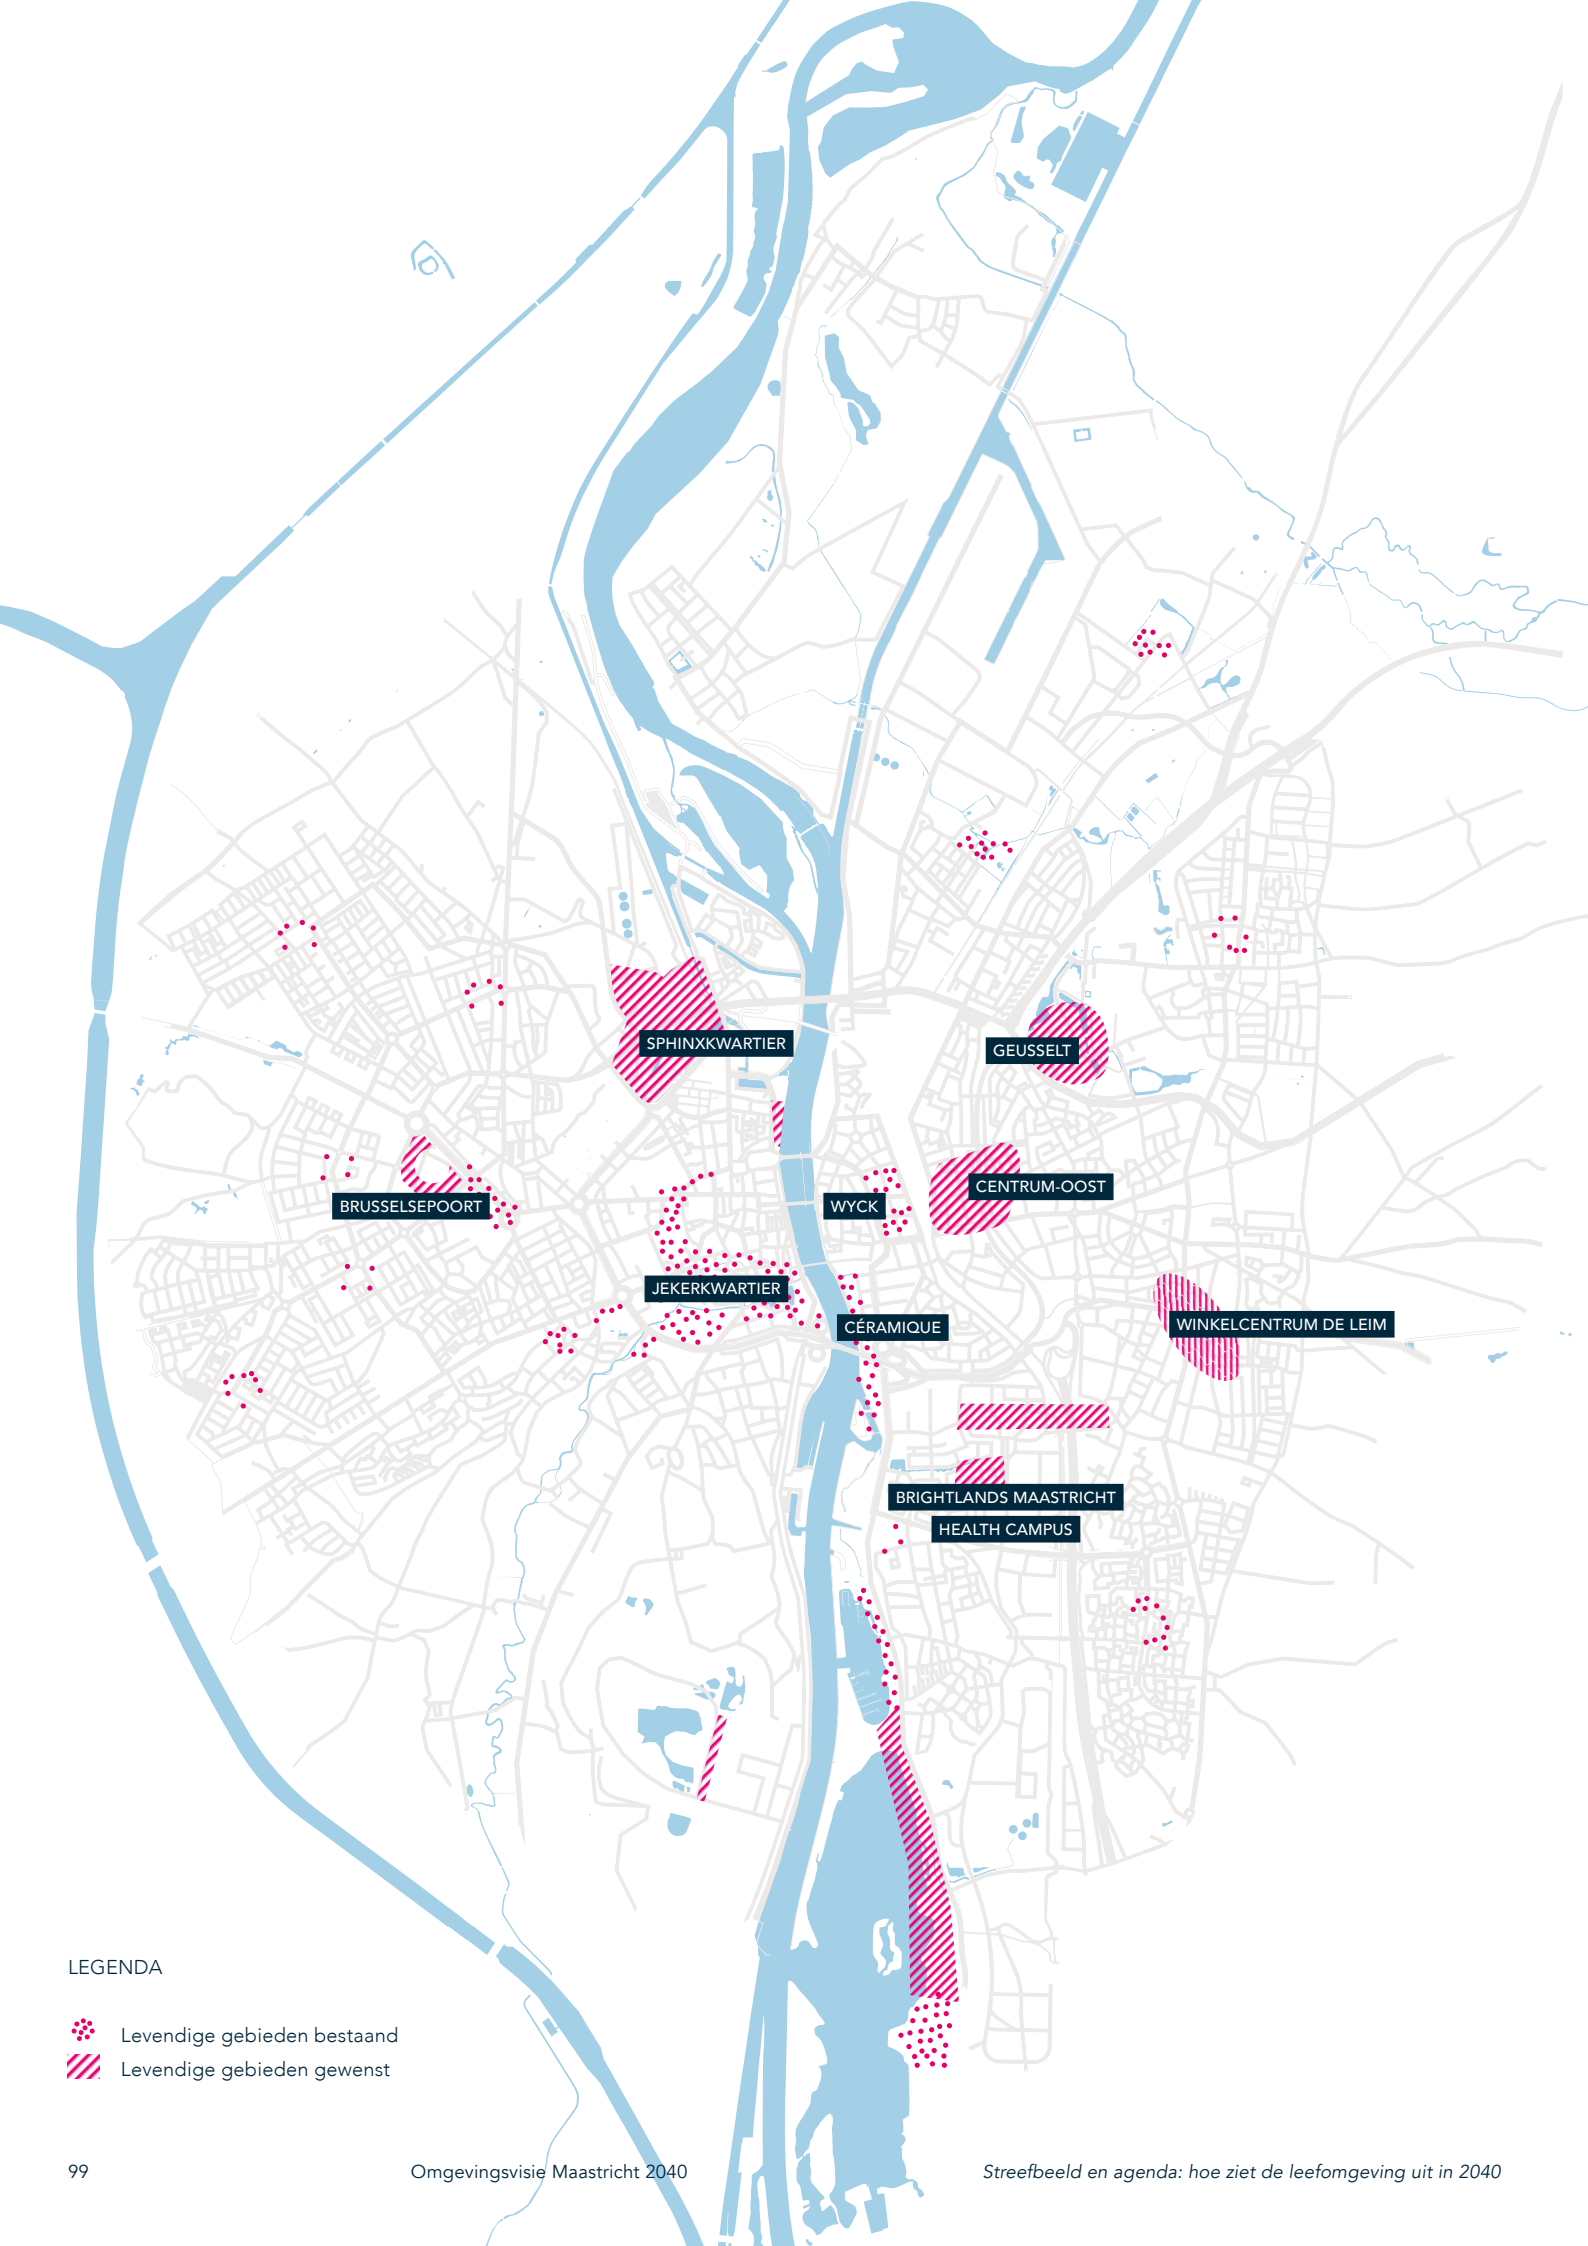 SPHINXKWARTIER
GEUSSELT
CENTRUM-OOST
BRUSSELSEPOORT
WYCK
JEKERKWARTIER
CÉRAMIQUE
WINKELCENTRUM DE LEIM
BRIGHTLANDS MAASTRICHT
HEALTH CAMPUS
LEGENDA
Levendige gebieden bestaand
Levendige gebieden gewenst
99
Omgevingsvisie Maastricht 2040
Streefbeeld en agenda: hoe ziet de leefomgeving uit in 2040